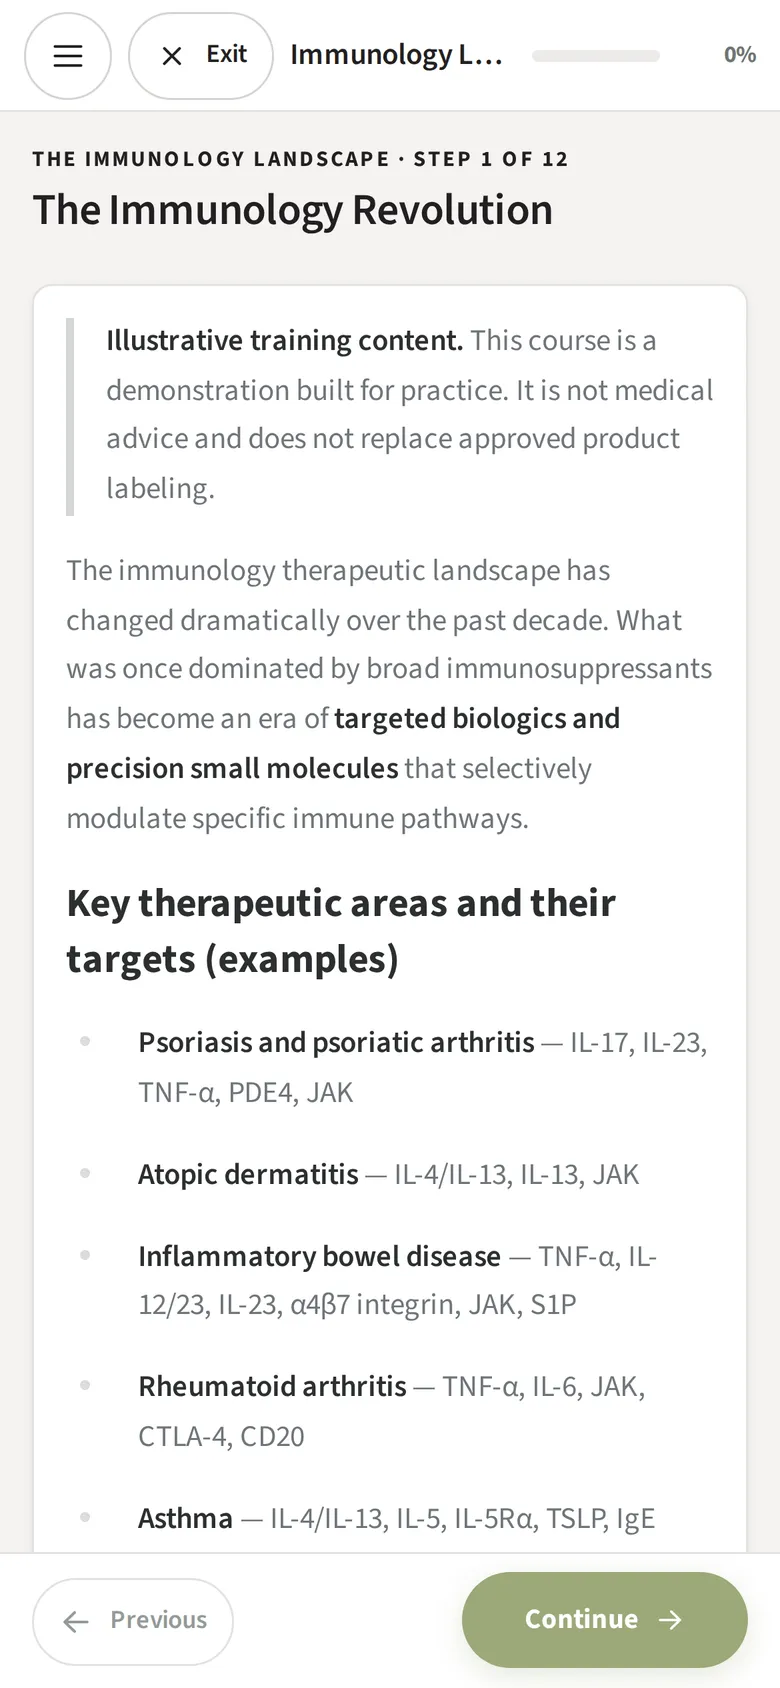 Exit
Immunology L...
0%
THE IMMUNOLOGY LANDSCAPE · STEP 1 OF 12
The Immunology Revolution
Illustrative training content. This course is a
demonstration built for practice. It is not medical
advice and does not replace approved product
labeling.
The immunology therapeutic landscape has
changed dramatically over the past decade. What
was once dominated by broad immunosuppressants
has become an era of targeted biologics and
precision small molecules that selectively
modulate specific immune pathways.
Key therapeutic areas and their
targets (examples)
Psoriasis and psoriatic arthritis — IL-17, IL-23,
TNF-α, PDE4, JAK
Atopic dermatitis — IL-4/IL-13, IL-13, JAK
Inflammatory bowel disease — TNF-α, IL-
12/23, IL-23, α4β7 integrin, JAK, S1P
Rheumatoid arthritis — TNF-α, IL-6, JAK,
CTLA-4, CD20
Asthma — IL-4/IL-13, IL-5, IL-5Rα, TSLP, IgE
Previous
Continue